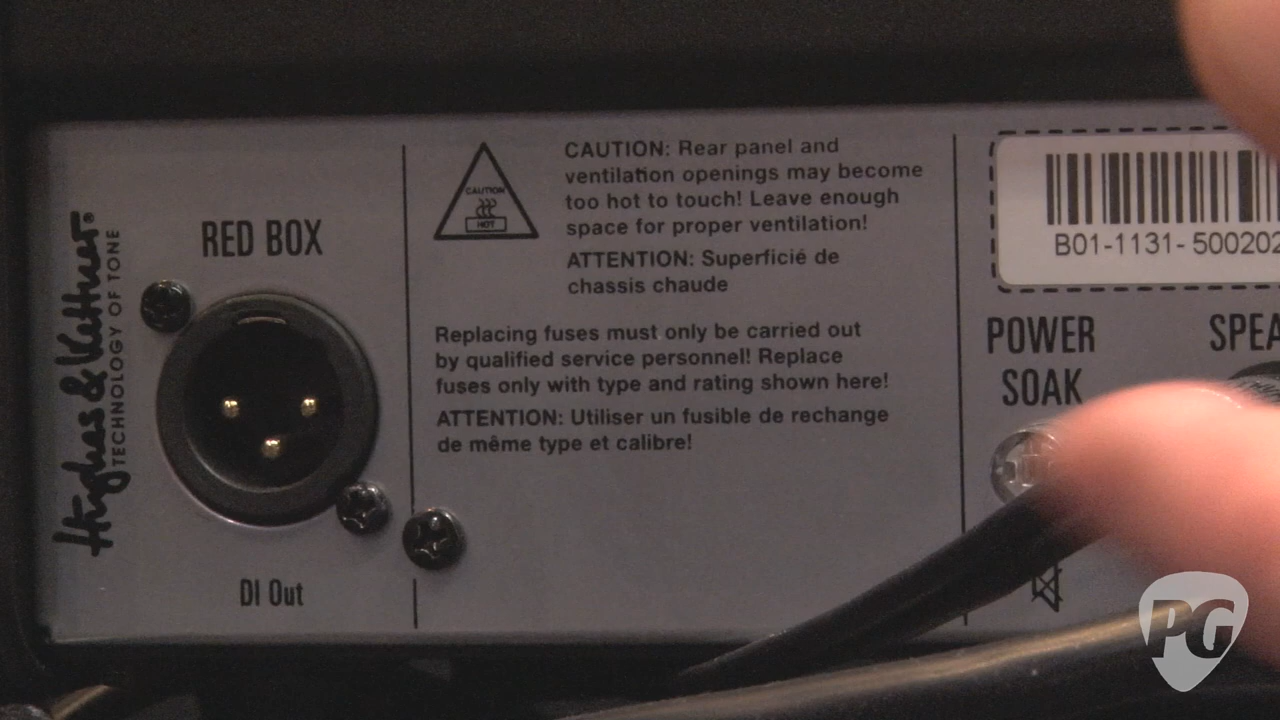 Hughes & Kettner®
TECHNOLOGY OF TONE
RED BOX
DI Out
CAUTION
HOT
CAUTION: Rear panel and
ventilation openings may become
too hot to touch! Leave enough
space for proper ventilation!
ATTENTION: Superficié de
chassis chaude
Replacing fuses must only be carried out
by qualified service personnel! Replace
fuses only with type and rating shown here!
ATTENTION: Utiliser un fusible de rechange
de même type et calibre!
B01-1131-500202
POWER
SOAK
SPEA
PG